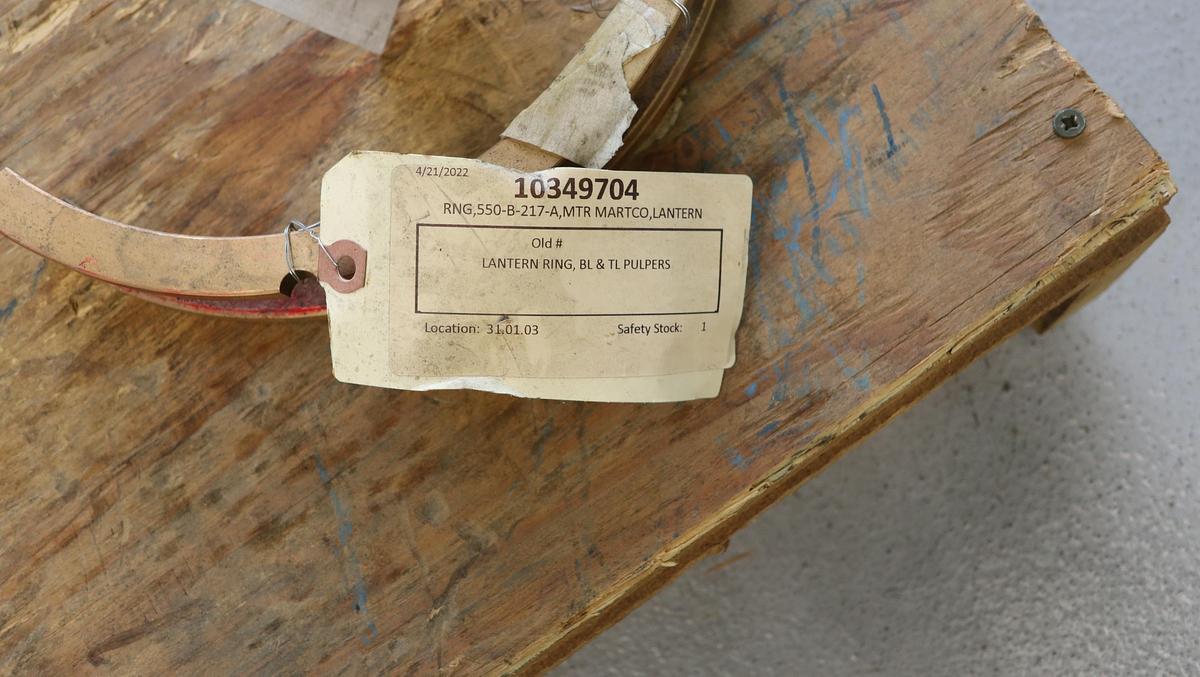 4/21/2022
10349704
RNG,550-B-217-A,MTR MARTCO,LANTERN
Old #
LANTERN RING, BL & TL PULPERS
Location: 31.01.03 Safety Stock: 1